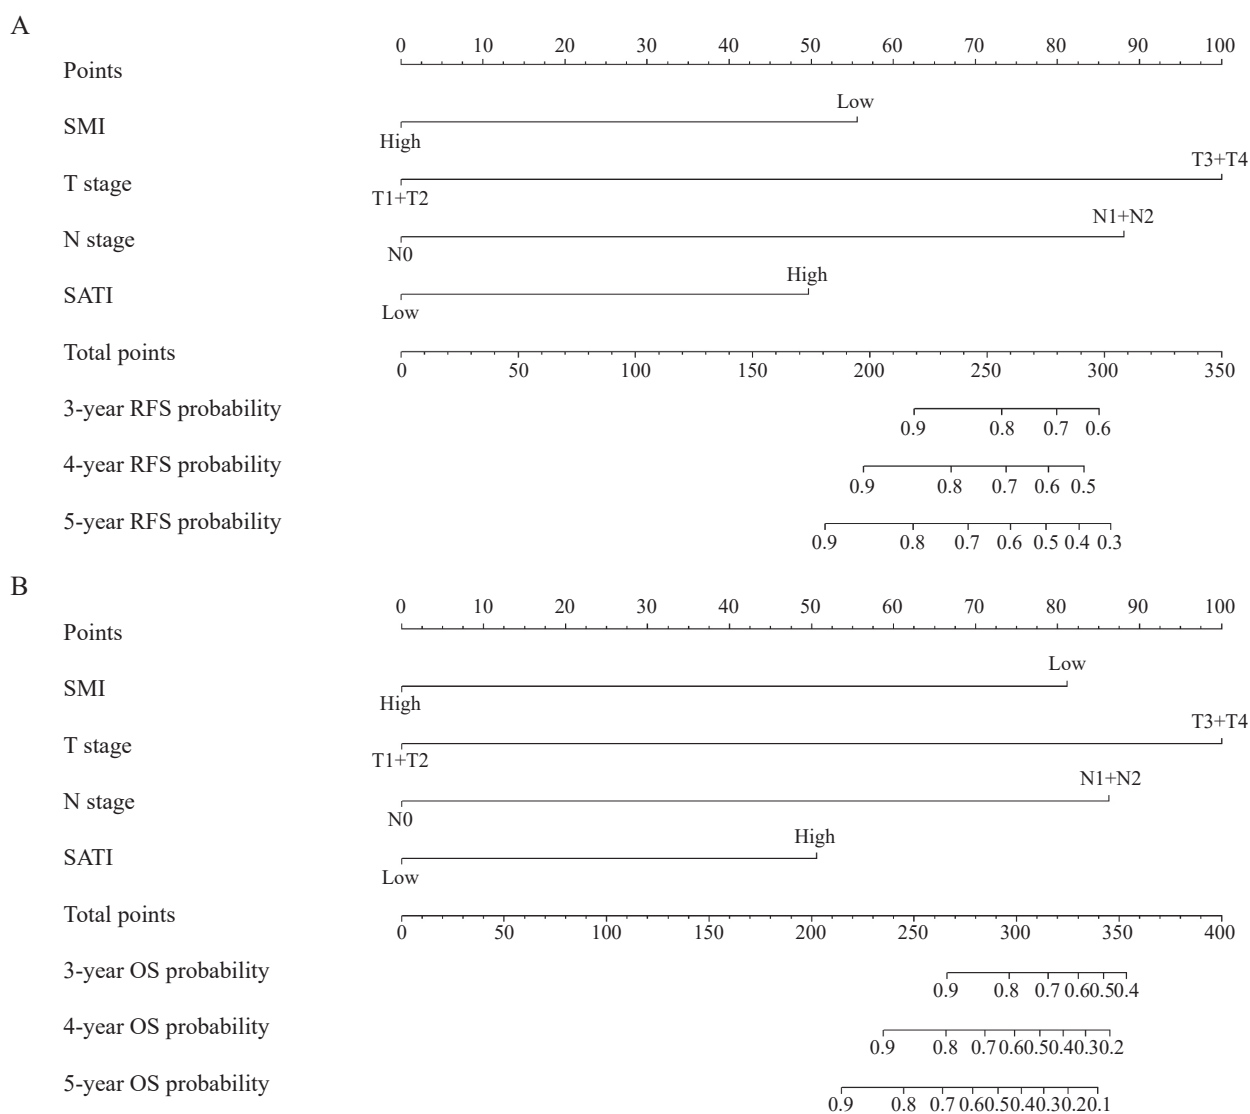 A
0 10 20 30 40 50 60 70 80 90 100
Points
Low
SMI
High
T3+T4
T stage
T1+T2
N1+N2
N stage
N0
High
SATI
Low
Total points
0 50 100 150 200 250 300 350
3-year RFS probability
0.9 0.8 0.7 0.6
4-year RFS probability
0.9 0.8 0.7 0.6 0.5
5-year RFS probability
0.9 0.8 0.7 0.6 0.5 0.4 0.3
B
0 10 20 30 40 50 60 70 80 90 100
Points
Low
SMI
High
T3+T4
T stage
T1+T2
N1+N2
N stage
N0
High
SATI
Low
Total points
0 50 100 150 200 250 300 350 400
3-year OS probability
0.9 0.8 0.7 0.6 0.5 0.4
4-year OS probability
0.9 0.8 0.7 0.6 0.5 0.4 0.3 0.2
5-year OS probability
0.9 0.8 0.7 0.6 0.5 0.4 0.3 0.2 0.1